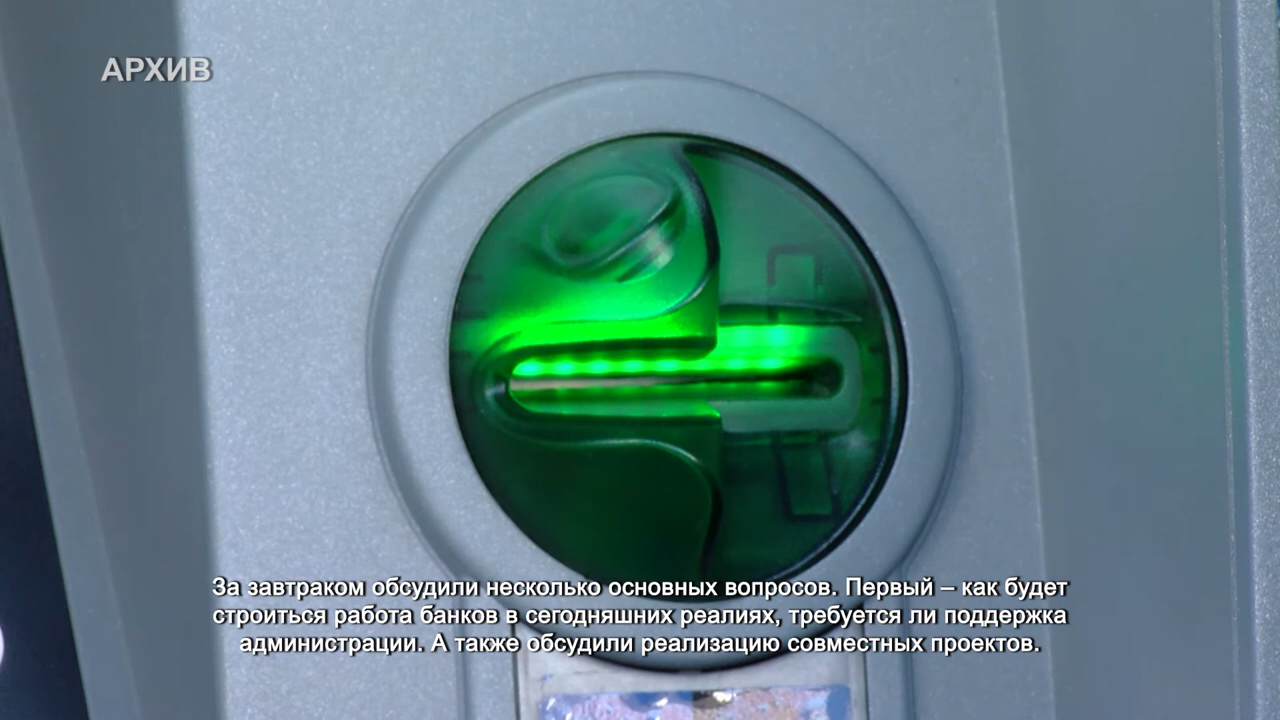 АРХИВ
За завтраком обсудили несколько основных вопросов. Первый – как будет
строиться работа банков в сегодняшних реалиях, требуется ли поддержка
администрации. А также обсудили реализацию совместных проектов.